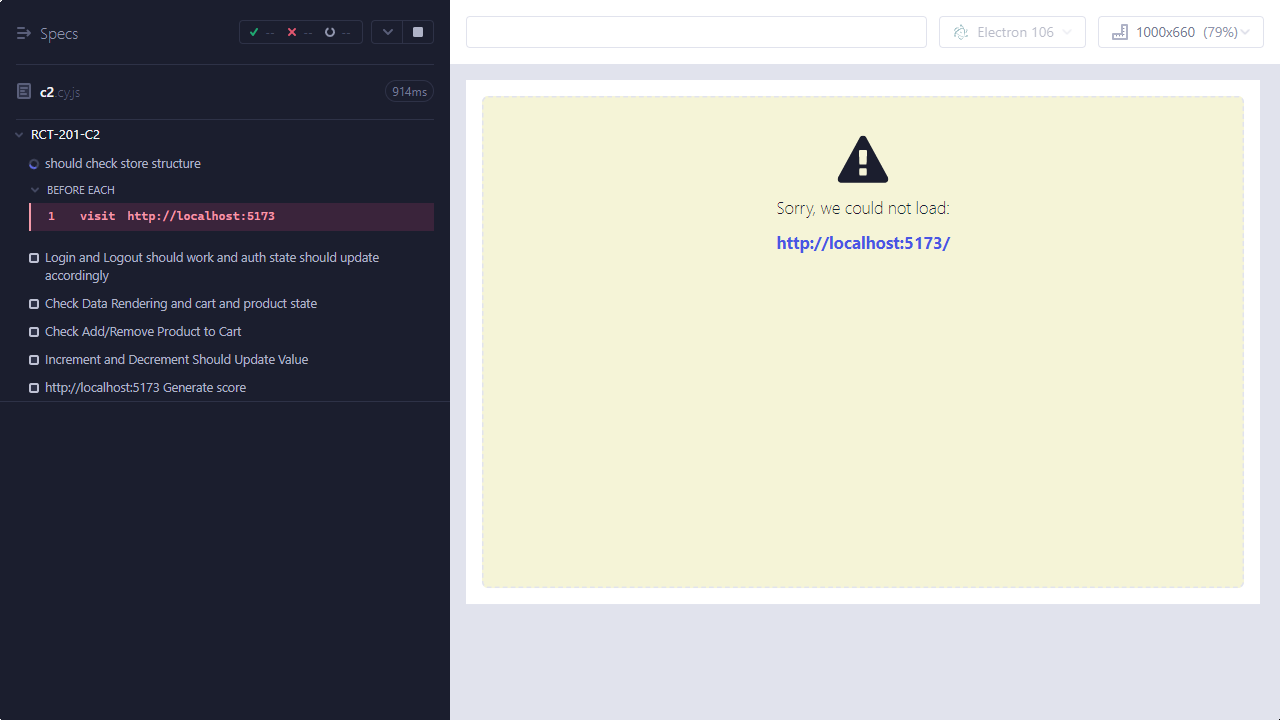 Specs
--
--
--
Electron 106
1000x660 (79%)
c2.cy.js
914ms
RCT-201-C2
should check store structure
BEFORE EACH
1 visit http://localhost:5173
Login and Logout should work and auth state should update
accordingly
Check Data Rendering and cart and product state
Check Add/Remove Product to Cart
Increment and Decrement Should Update Value
http://localhost:5173 Generate score
Sorry, we could not load:
http://localhost:5173/